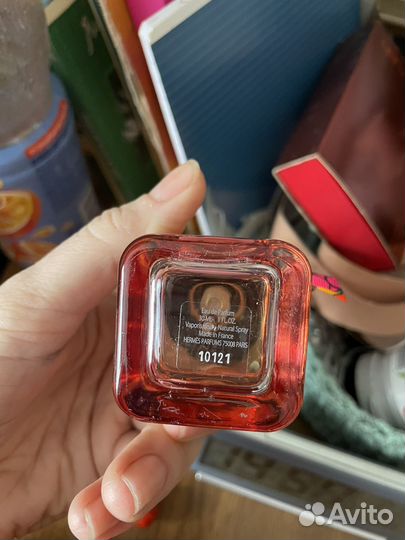 Eau de Parfum
30 ML 1 FL.OZ.
Vaporisateur Natural Spray
Made in France
HERMÈS PARFUMS 75008 PARIS
10121
Avito